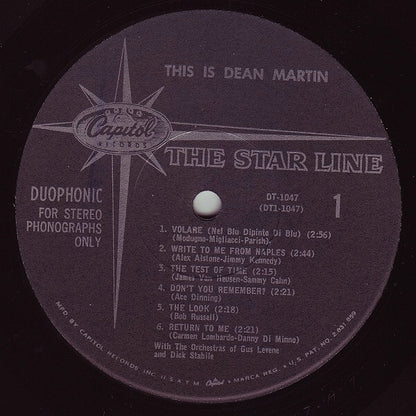 THIS IS DEAN MARTIN
Capitol
RECORDS
THE STAR LINE
DUOPHONIC
FOR STEREO
PHONOGRAPHS
ONLY
DT-1047
(DT1-1047)
1
1. VOLARE (Nel Blu Dipinto Di Blu) (2:56)
(Modugno-Migliacci-Parish)
2. WRITE TO ME FROM NAPLES (2:44)
(Alex Alstone-Jimmy Kennedy)
3. THE TEST OF TIME (2:15)
(James Van Heusen-Sammy Cahn)
4. DON'T YOU REMEMBER? (2:21)
(Ace Dinning)
5. THE LOOK (2:18)
(Bob Russell)
6. RETURN TO ME (2:21)
(Carmen Lombardo-Danny Di Minno)
With The Orchestras of Gus Levene
and Dick Stabile
MFD. BY CAPITOL RECORDS INC. U.S.A. Capitol MARCA REG. U.S. PAT. NO. 2,631,859